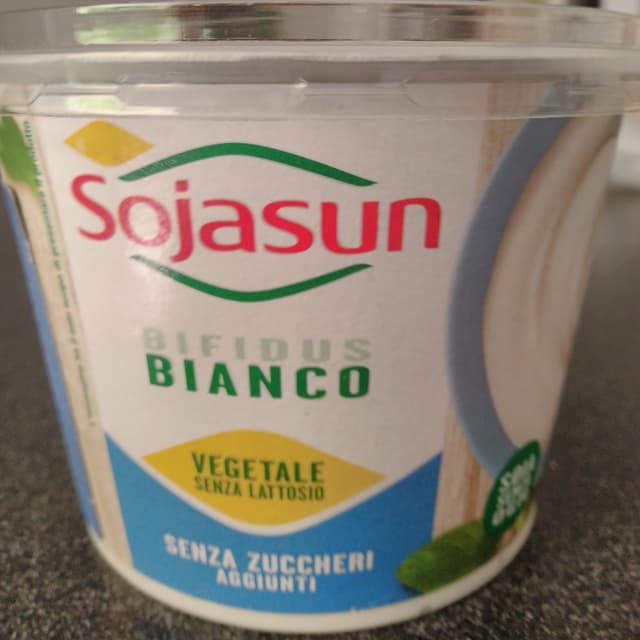 Sojasun
BIFIDUS
BIANCO
VEGETALE
SENZA LATTOSIO
SENZA ZUCCHERI
AGGIUNTI